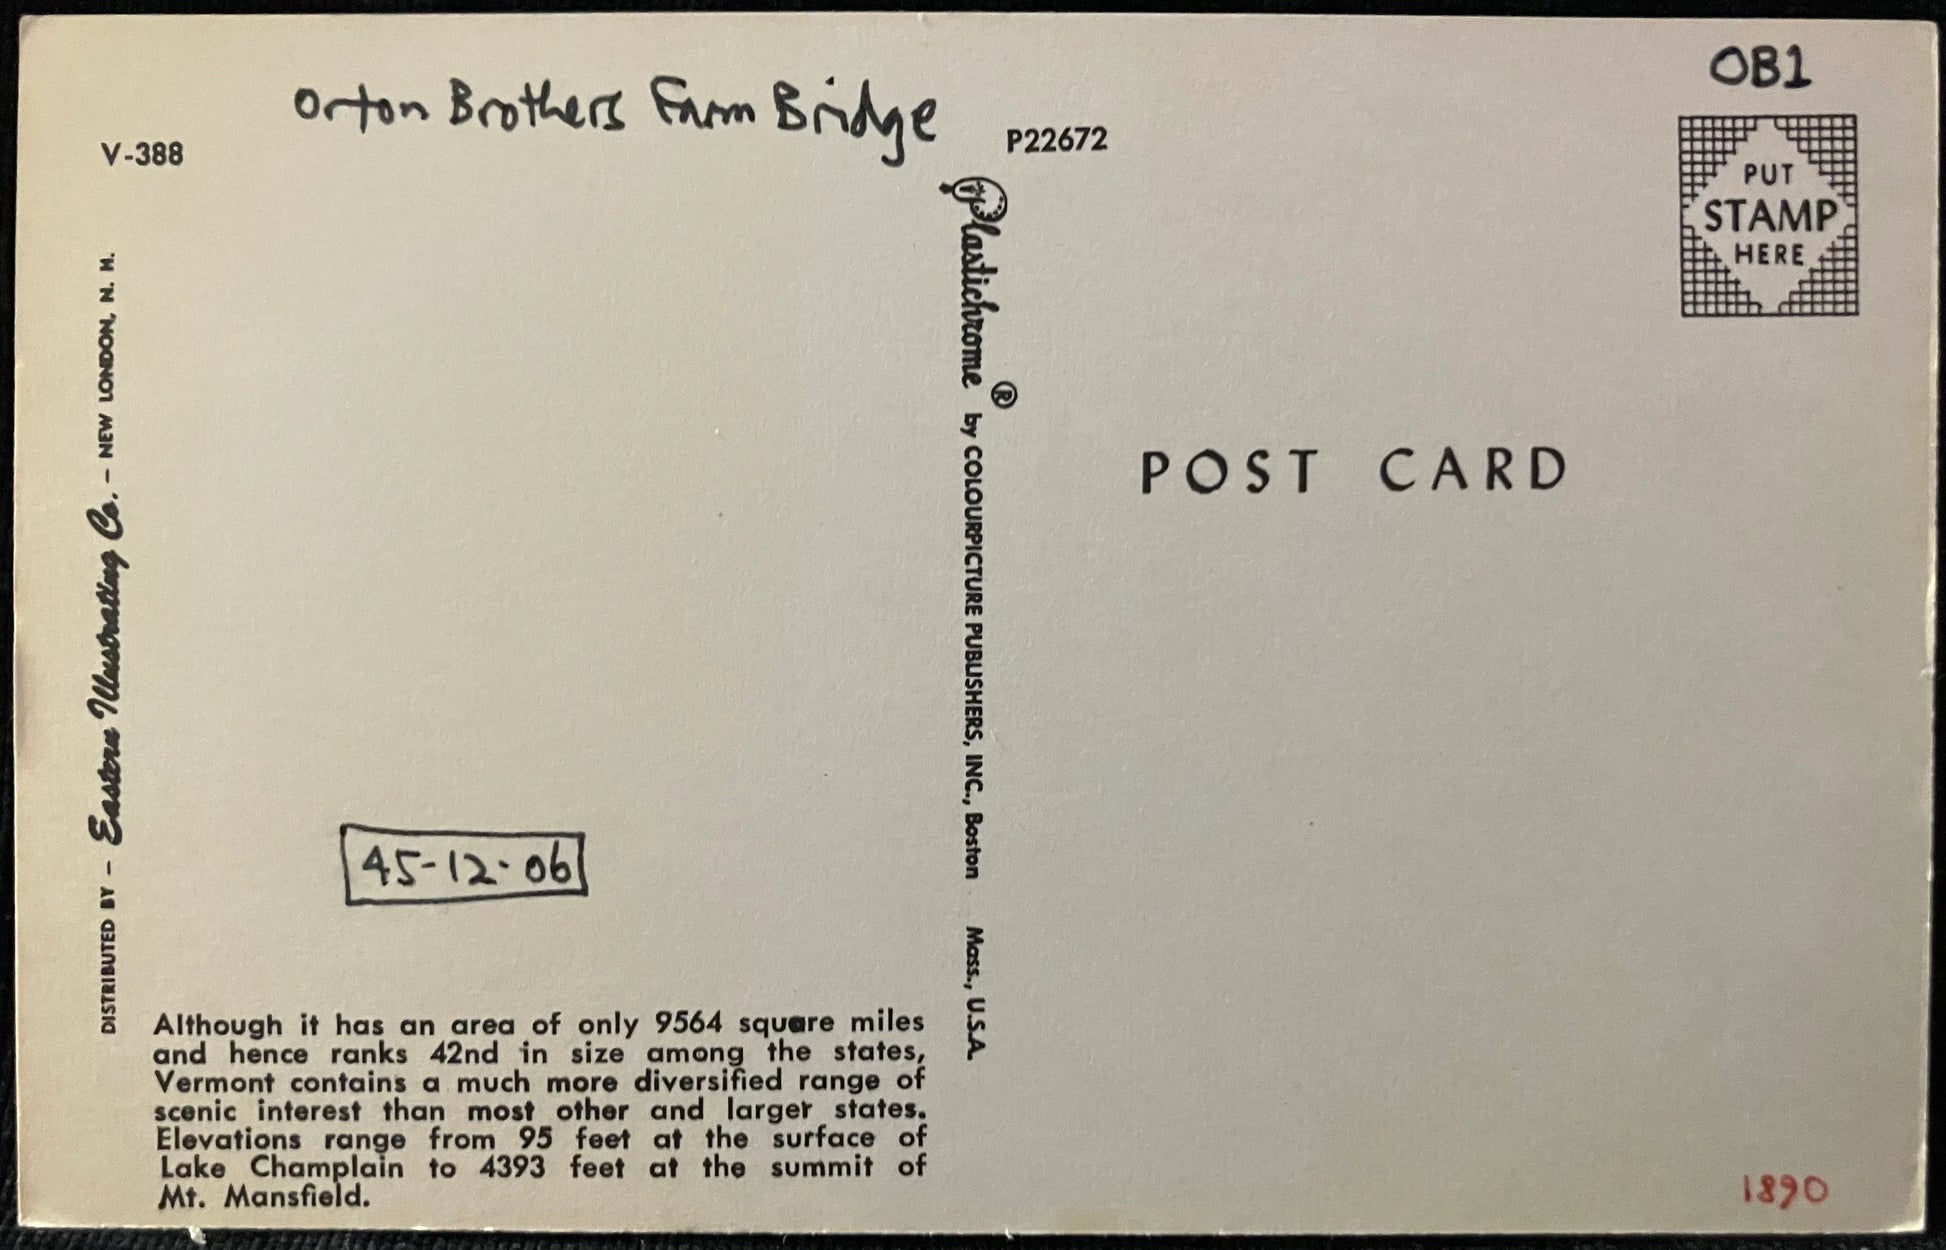 OB1
Orton Brothers Farm Bridge
V-388
P22672
PUT
STAMP
HERE
DISTRIBUTED BY – Eastern Illustrating Co. – NEW LONDON, N. H.
Plastichrome ® by COLOURPICTURE PUBLISHERS, INC., Boston Mass., U.S.A.
POST CARD
45-12-06
Although it has an area of only 9564 square miles
and hence ranks 42nd in size among the states,
Vermont contains a much more diversified range of
scenic interest than most other and larger states.
Elevations range from 95 feet at the surface of
Lake Champlain to 4393 feet at the summit of
Mt. Mansfield.
1890